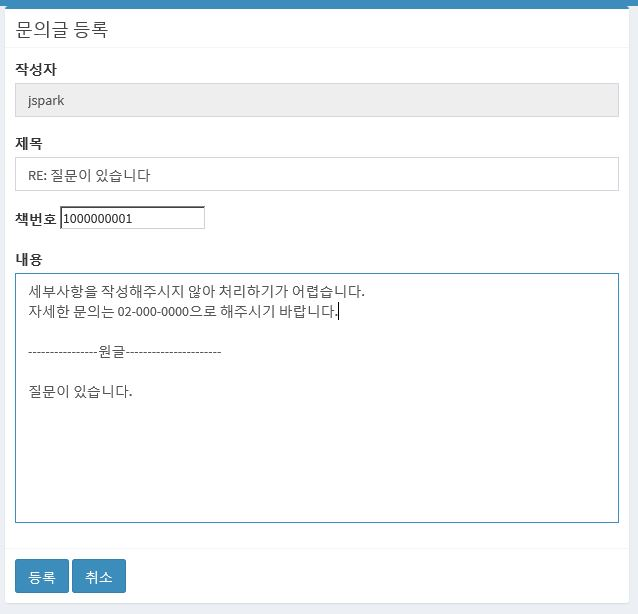 문의글 등록
작성자
jspark
제목
RE: 질문이 있습니다
책번호 1000000001
내용
세부사항을 작성해주시지 않아 처리하기가 어렵습니다.
자세한 문의는 02-000-0000으로 해주시기 바랍니다.
----------------원글----------------------
질문이 있습니다.
등록 취소